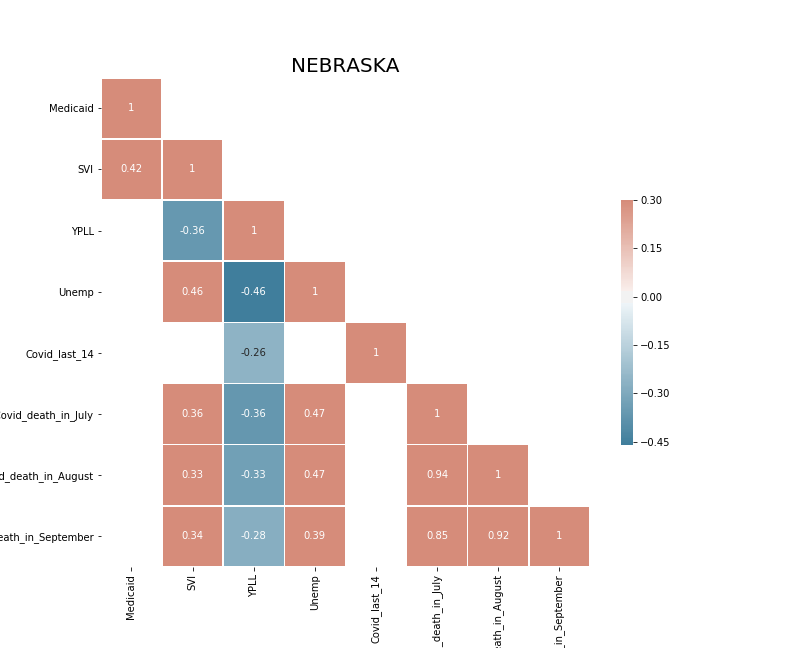 NEBRASKA
Medicaid
1
SVI
0.42 1
YPLL
-0.36 1
Unemp
0.46 -0.46 1
Covid_last_14
-0.26 1
ovid_death_in_July
0.36 -0.36 0.47 1
d_death_in_August
0.33 -0.33 0.47 0.94 1
eath_in_September
0.34 -0.28 0.39 0.85 0.92 1
Medicaid
SVI
YPLL
Unemp
Covid_last_14
_death_in_July
eath_in_August
_in_September
0.30
0.15
0.00
−0.15
−0.30
−0.45